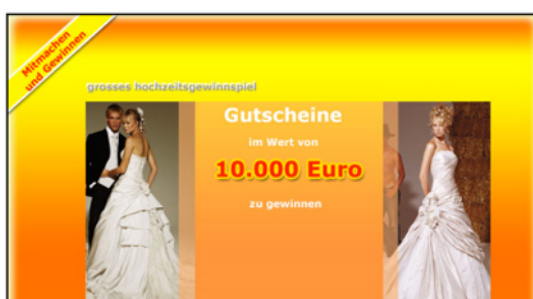 Mitmachen
und Gewinnen
grosses hochzeitsgewinnspiel
Gutscheine
im Wert von
10.000 Euro
zu gewinnen